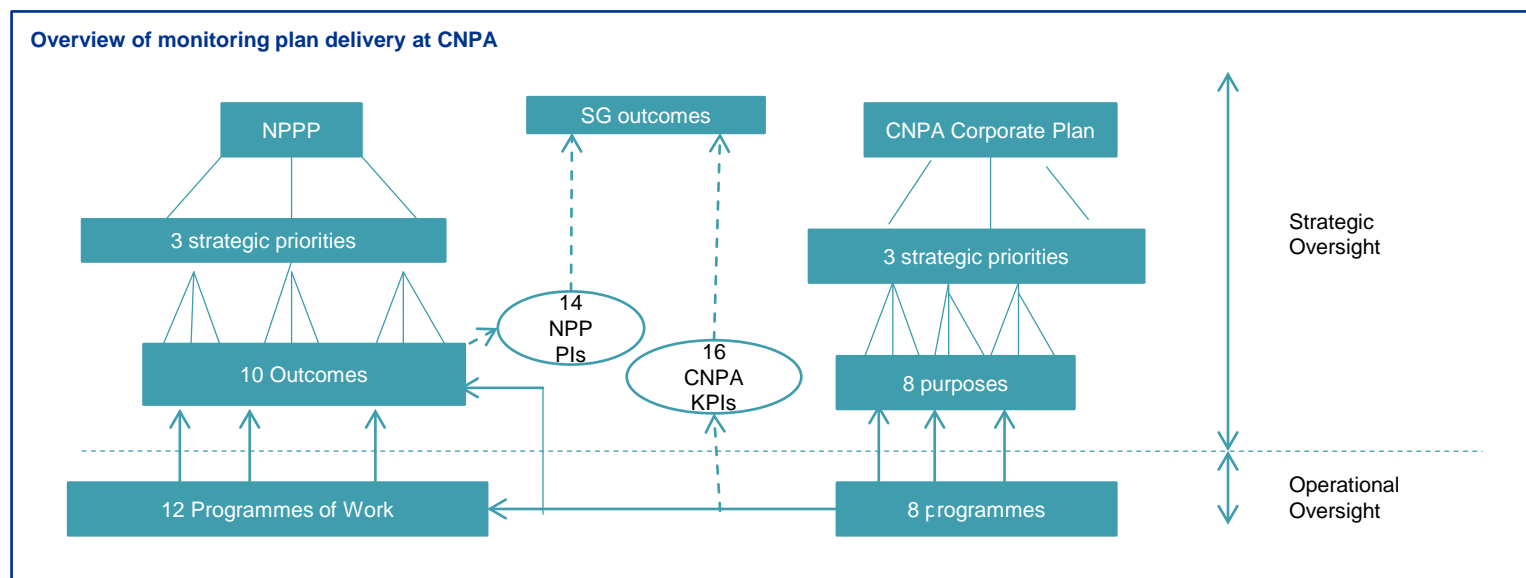 Overview of monitoring plan delivery at CNPA
NPPP
SG outcomes
CNPA Corporate Plan
3 strategic priorities
3 strategic priorities
Strategic
Oversight
14
NPP
PIs
16
CNPA
KPIs
10 Outcomes
8 purposes
12 Programmes of Work
8 programmes
Operational
Oversight